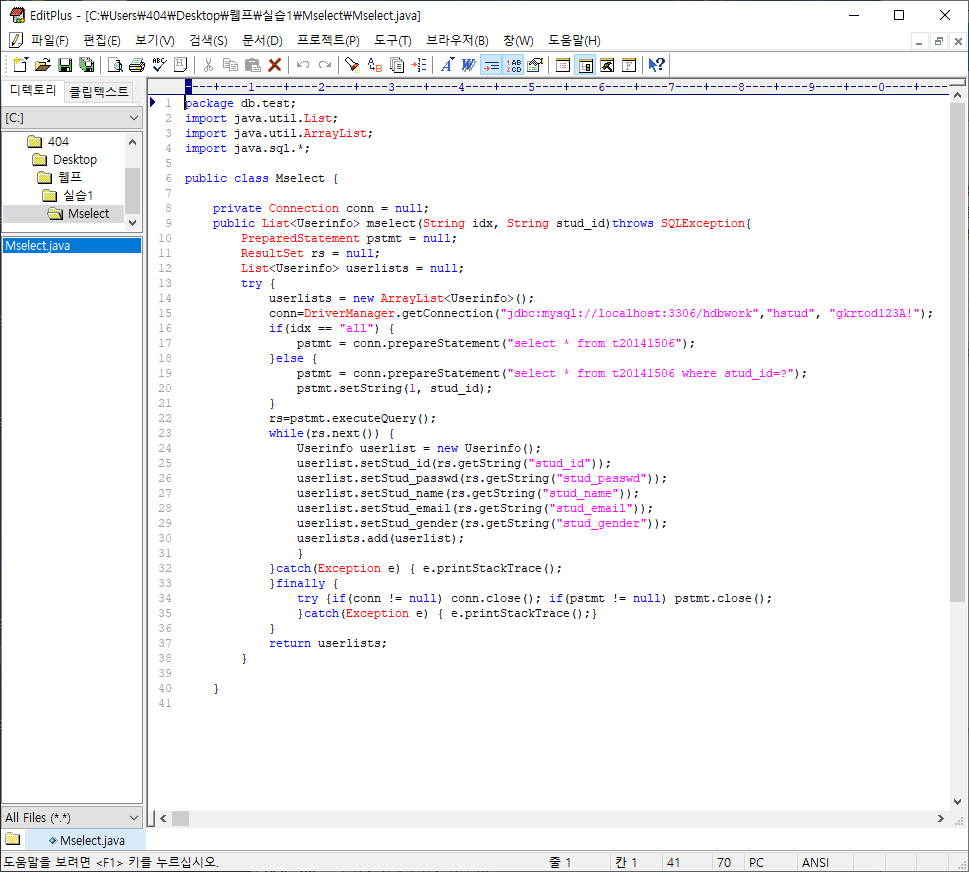 EditPlus - [C:₩Users₩404₩Desktop₩웹프₩실습1₩Mselect₩Mselect.java]
파일(F) 편집(E) 보기(V) 검색(S) 문서(D) 프로젝트(P) 도구(T) 브라우저(B) 창(W) 도움말(H)
디렉토리 클립텍스트
[C:]
404
Desktop
웹프
실습1
Mselect
Mselect.java
----+----1----+----2----+----3----+----4----+----5----+----6----+----7----+----8----+----9----+----0----+--
1 package db.test;
2 import java.util.List;
3 import java.util.ArrayList;
4 import java.sql.*;
5
6 public class Mselect {
7
8     private Connection conn = null;
9     public List<Userinfo> mselect(String idx, String stud_id)throws SQLException{
10         PreparedStatement pstmt = null;
11         ResultSet rs = null;
12         List<Userinfo> userlists = null;
13         try {
14             userlists = new ArrayList<Userinfo>();
15             conn=DriverManager.getConnection("jdbc:mysql://localhost:3306/hdbwork","hstud", "gkrtod123A!");
16             if(idx == "all") {
17                 pstmt = conn.prepareStatement("select * from t20141506");
18             }else {
19                 pstmt = conn.prepareStatement("select * from t20141506 where stud_id=?");
20                 pstmt.setString(1, stud_id);
21             }
22             rs=pstmt.executeQuery();
23             while(rs.next()) {
24                 Userinfo userlist = new Userinfo();
25                 userlist.setStud_id(rs.getString("stud_id"));
26                 userlist.setStud_passwd(rs.getString("stud_passwd"));
27                 userlist.setStud_name(rs.getString("stud_name"));
28                 userlist.setStud_email(rs.getString("stud_email"));
29                 userlist.setStud_gender(rs.getString("stud_gender"));
30                 userlists.add(userlist);
31                 }
32             }catch(Exception e) { e.printStackTrace();
33             }finally {
34                 try {if(conn != null) conn.close(); if(pstmt != null) pstmt.close();
35                 }catch(Exception e) { e.printStackTrace();}
36             }
37             return userlists;
38         }
39
40     }
41
All Files (*.*)
Mselect.java
도움말을 보려면 <F1> 키를 누르십시오. 줄 1 칸 1 41 70 PC ANSI